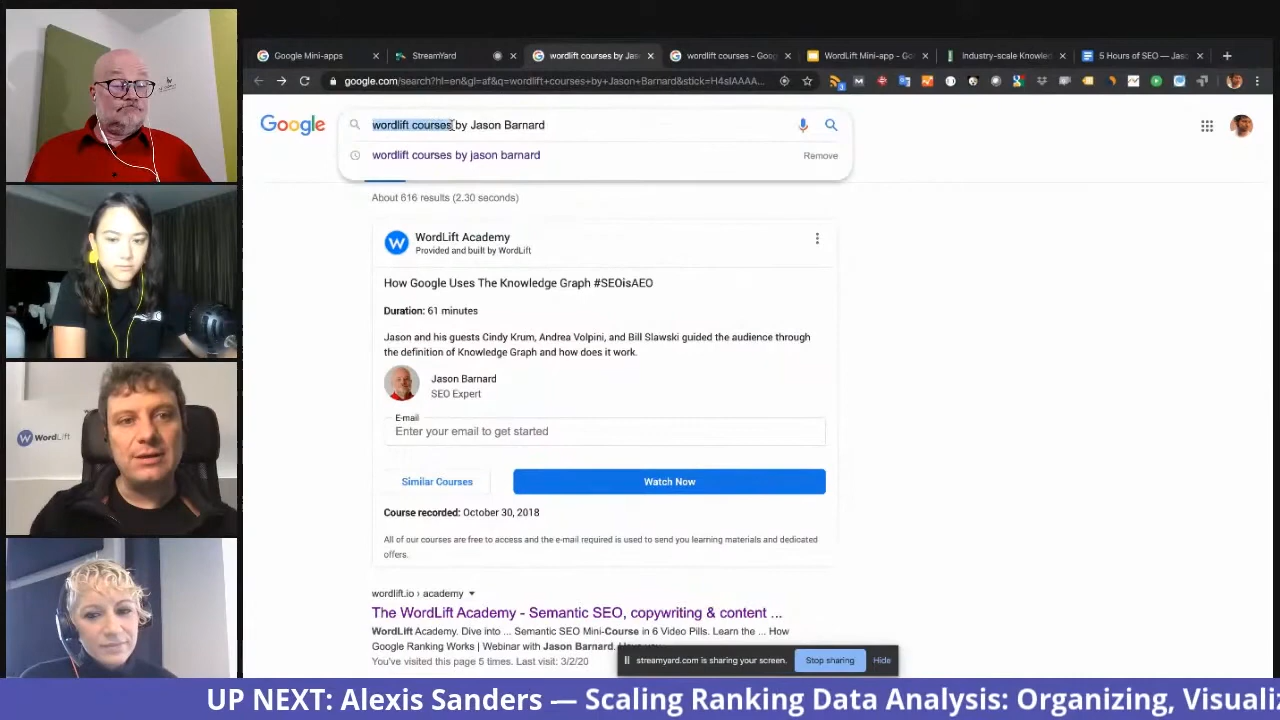 Google Mini-apps
StreamYard
wordlift courses by Jas
wordlift courses - Goo
WordLift Mini-app - Go
Industry-scale Knowled
5 Hours of SEO — Jaso
google.com/search?hl=en&gl=af&q=wordlift+courses+by+Jason+Barnard&stick=H4sIAAAA...
Google
wordlift courses by Jason Barnard
wordlift courses by jason barnard
Remove
About 616 results (2.30 seconds)
W
WordLift Academy
Provided and built by WordLift
How Google Uses The Knowledge Graph #SEOisAEO
Duration: 61 minutes
Jason and his guests Cindy Krum, Andrea Volpini, and Bill Slawski guided the audience through
the definition of Knowledge Graph and how does it work.
Jason Barnard
SEO Expert
E-mail
Enter your email to get started
Similar Courses
Watch Now
Course recorded: October 30, 2018
All of our courses are free to access and the e-mail required is used to send you learning materials and dedicated
offers.
wordlift.io › academy
The WordLift Academy - Semantic SEO, copywriting & content ...
WordLift Academy. Dive into ... Semantic SEO Mini-Course in 6 Video Pills. Learn the ... How
Google Ranking Works | Webinar with Jason Barnard.
You've visited this page 5 times. Last visit: 3/2/20
streamyard.com is sharing your screen.
Stop sharing
Hide
W WordLift
UP NEXT: Alexis Sanders — Scaling Ranking Data Analysis: Organizing, Visualiz